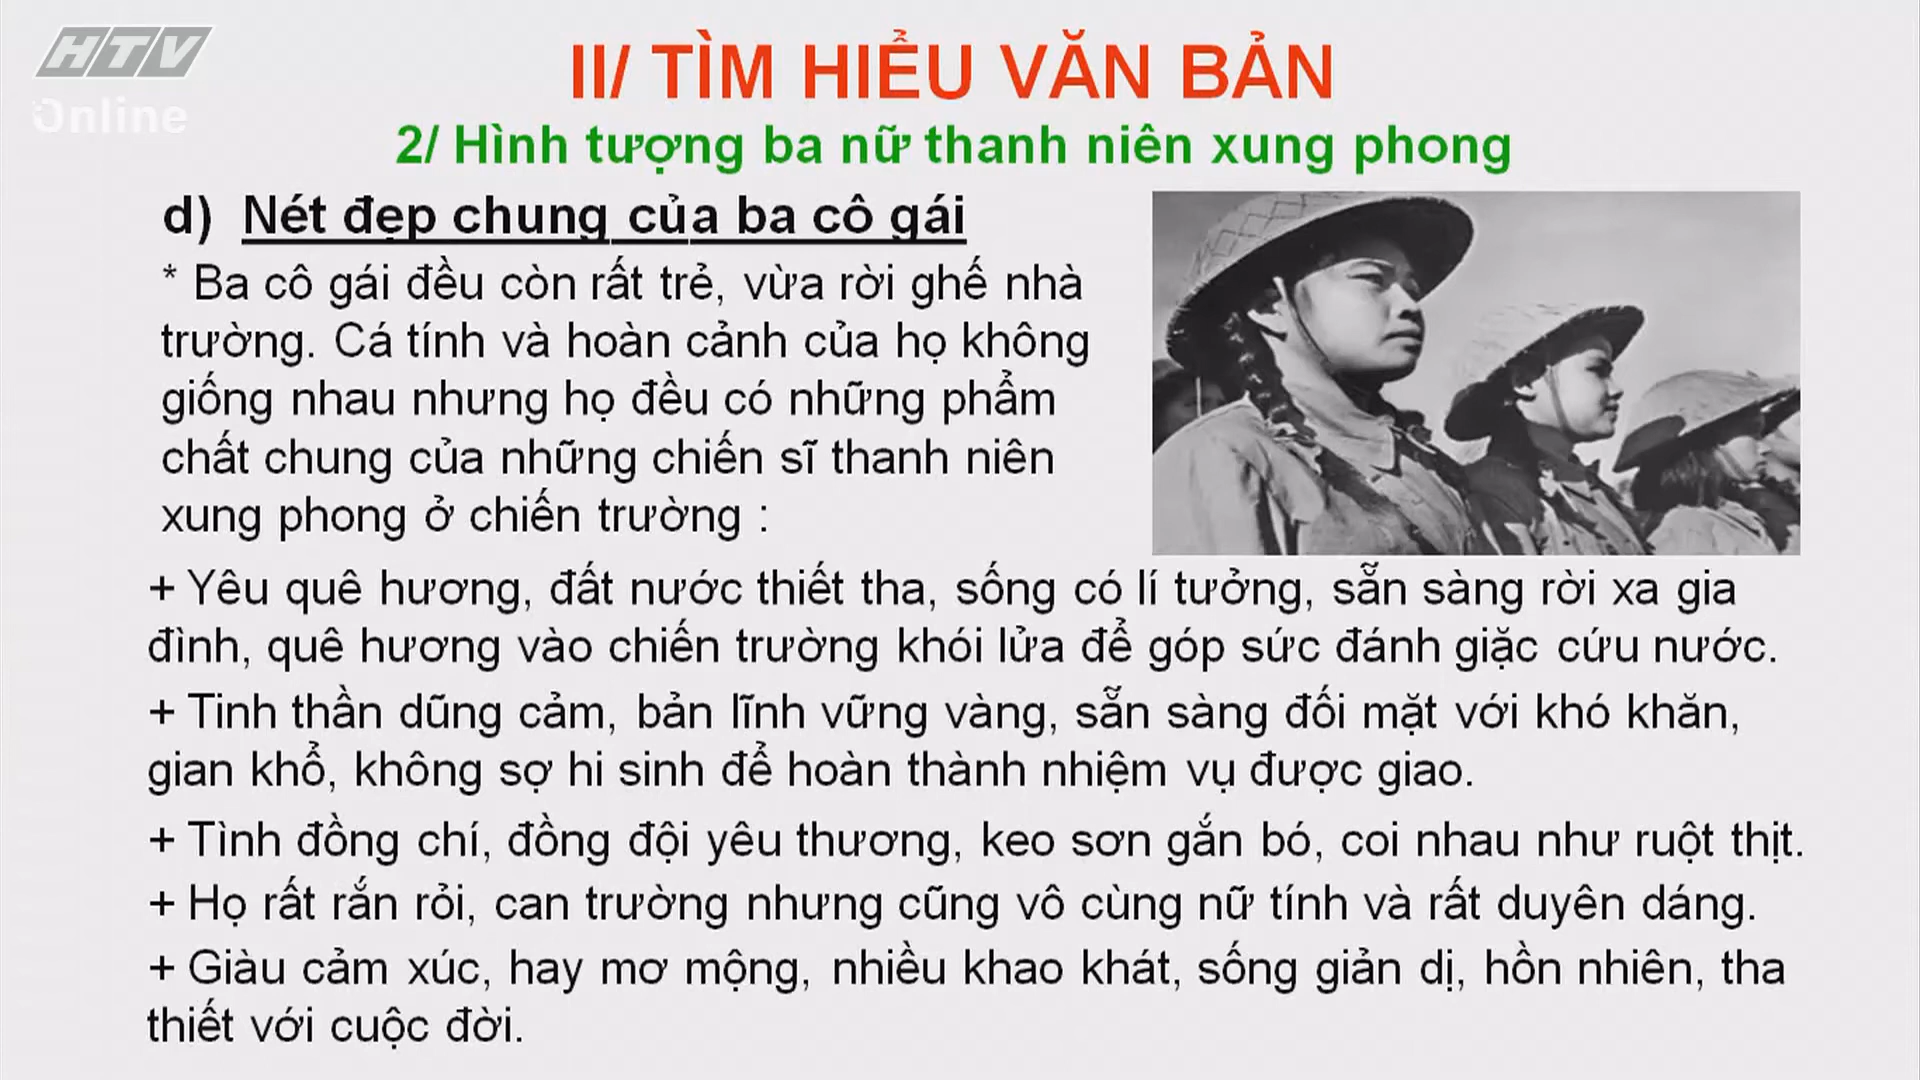 HTV
Online
II/ TÌM HIỂU VĂN BẢN
2/ Hình tượng ba nữ thanh niên xung phong
d) Nét đẹp chung của ba cô gái
* Ba cô gái đều còn rất trẻ, vừa rời ghế nhà
trường. Cá tính và hoàn cảnh của họ không
giống nhau nhưng họ đều có những phẩm
chất chung của những chiến sĩ thanh niên
xung phong ở chiến trường :
+ Yêu quê hương, đất nước thiết tha, sống có lí tưởng, sẵn sàng rời xa gia
đình, quê hương vào chiến trường khói lửa để góp sức đánh giặc cứu nước.
+ Tinh thần dũng cảm, bản lĩnh vững vàng, sẵn sàng đối mặt với khó khăn,
gian khổ, không sợ hi sinh để hoàn thành nhiệm vụ được giao.
+ Tình đồng chí, đồng đội yêu thương, keo sơn gắn bó, coi nhau như ruột thịt.
+ Họ rất rắn rỏi, can trường nhưng cũng vô cùng nữ tính và rất duyên dáng.
+ Giàu cảm xúc, hay mơ mộng, nhiều khao khát, sống giản dị, hồn nhiên, tha
thiết với cuộc đời.